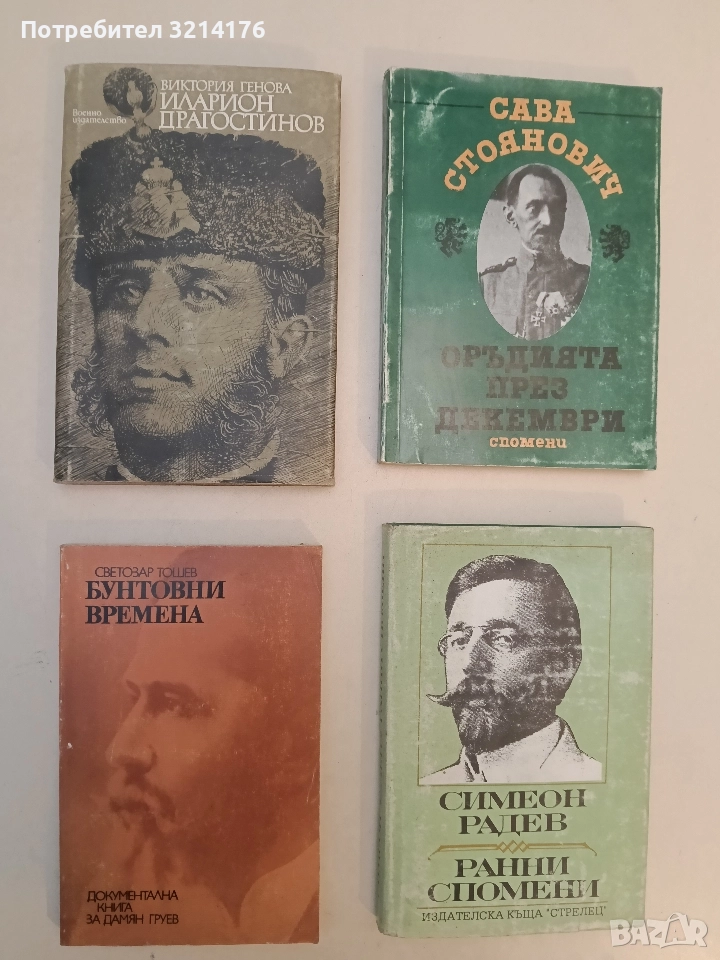 Потребител 3214176
ВИКТОРИЯ ГЕНОВА
ИЛАРИОН
ДРАГОСТИНОВ
Военно
издателство
САВА
СТОЯНОВИЧ
ОРЪДИЯТА
ПРЕЗ
ДЕКЕМВРИ
СПОМЕНИ
СВЕТОЗАР ТОШЕВ
БУНТОВНИ
ВРЕМЕНА
ДОКУМЕНТАЛНА
КНИГА
ЗА ДАМЯН ГРУЕВ
СИМЕОН
РАДЕВ
РАННИ
СПОМЕНИ
ИЗДАТЕЛСКА КЪЩА "СТРЕЛЕЦ"
BAZAR